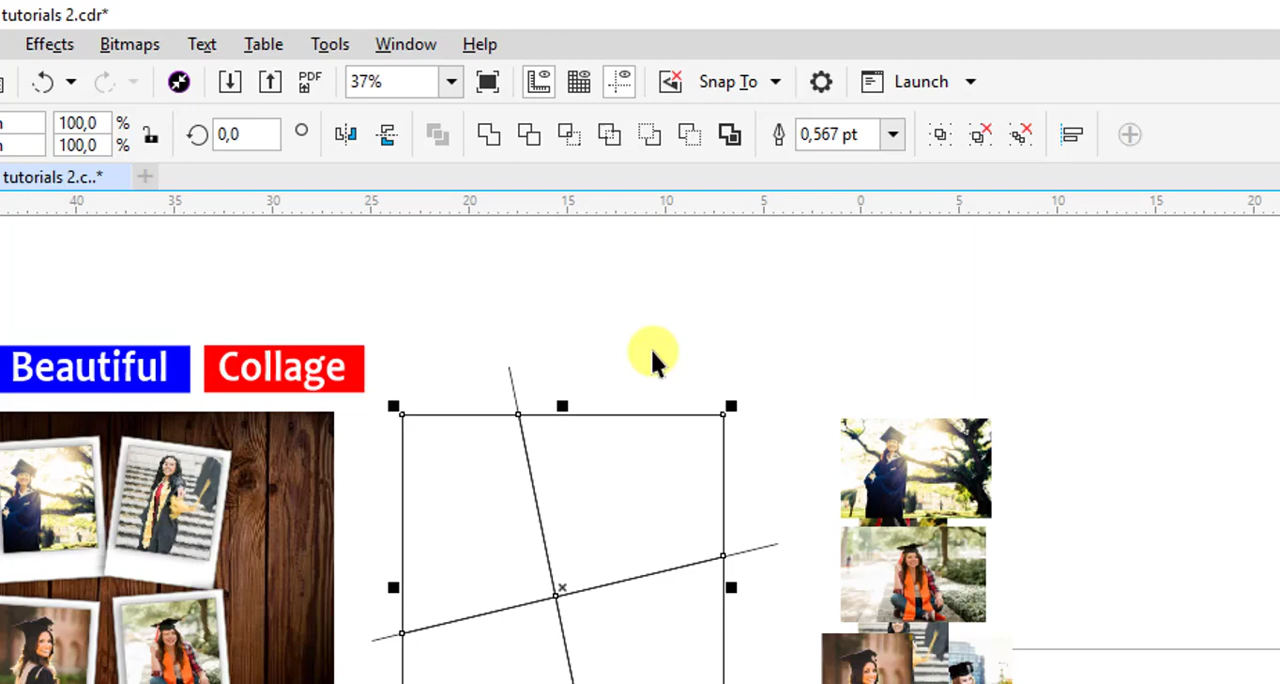 tutorials 2.cdr*
Effects Bitmaps Text Table Tools Window Help
PDF 37% Snap To Launch
n 100,0 %
n 100,0 %
0,0 0,567 pt
tutorials 2.c..*
40 35 30 25 20 15 10 5 0 5 10 15 20
Beautiful Collage